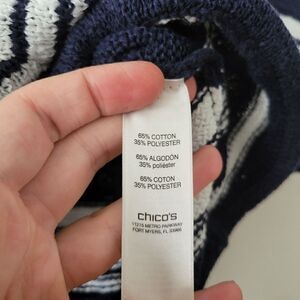 65% COTTON
35% POLYESTER
65% ALGODÓN
35% poliéster
65% COTON
35% POLYESTER
chico's
11215 METRO PARKWAY
FORT MYERS, FL 33966